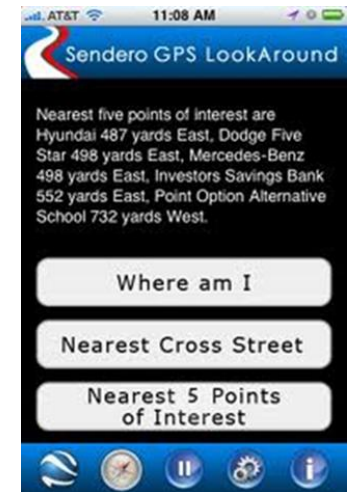 AT&T 11:08 AM
Sendero GPS LookAround
Nearest five points of interest are
Hyundai 487 yards East, Dodge Five
Star 498 yards East, Mercedes-Benz
498 yards East, Investors Savings Bank
552 yards East, Point Option Alternative
School 732 yards West.
Where am I
Nearest Cross Street
Nearest 5 Points
of Interest